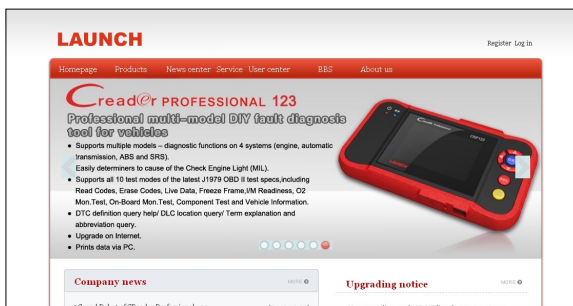 LAUNCH
Register Log in
Homepage Products News center Service User center BBS About us
Cread@r PROFESSIONAL 123
Professional multi-model DIY fault diagnosis
tool for vehicles
• Supports multiple models – diagnostic functions on 4 systems (engine, automatic
transmission, ABS and SRS).
Easily determiners to cause of the Check Engine Light (MIL).
• Supports all 10 test modes of the latest J1979 OBD II test specs,including
Read Codes, Erase Codes, Live Data, Freeze Frame,I/M Readiness, O2
Mon.Test, On-Board Mon.Test, Component Test and Vehicle Information.
• DTC definition query help/ DLC location query/ Term explanation and
abbreviation query.
• Upgrade on Internet.
• Prints data via PC.
LAUNCH
Company news MORE
Upgrading notice MORE